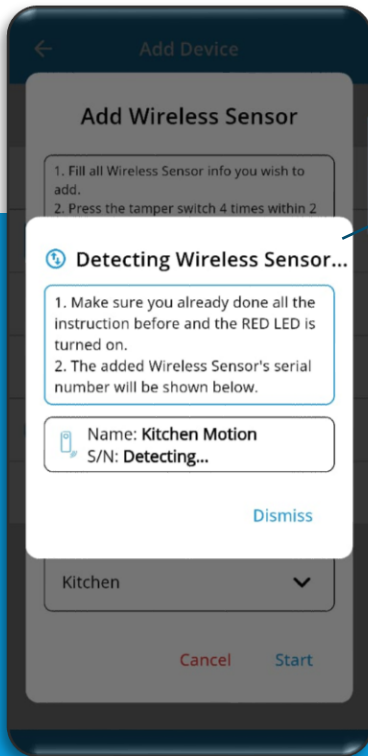 Add Device
Add Wireless Sensor
1. Fill all Wireless Sensor info you wish to
add.
2. Press the tamper switch 4 times within 2
Detecting Wireless Sensor...
1. Make sure you already done all the
instruction before and the RED LED is
turned on.
2. The added Wireless Sensor's serial
number will be shown below.
Name: Kitchen Motion
S/N: Detecting...
Dismiss
Kitchen
Cancel Start